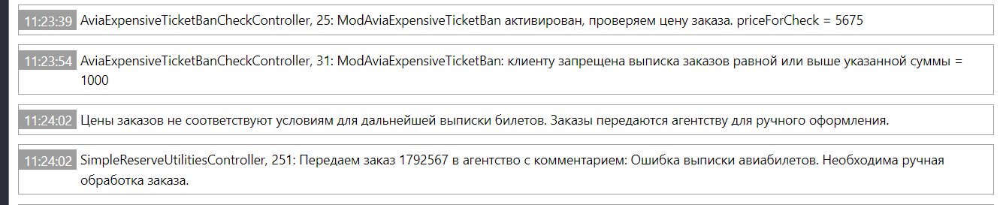 11:23:39 AviaExpensiveTicketBanCheckController, 25: ModAviaExpensiveTicketBan активирован, проверяем цену заказа. priceForCheck = 5675
11:23:54 AviaExpensiveTicketBanCheckController, 31: ModAviaExpensiveTicketBan: клиенту запрещена выписка заказов равной или выше указанной суммы =
1000
11:24:02 Цены заказов не соответствуют условиям для дальнейшей выписки билетов. Заказы передаются агентству для ручного оформления.
11:24:02 SimpleReserveUtilitiesController, 251: Передаем заказ 1792567 в агентство с комментарием: Ошибка выписки авиабилетов. Необходима ручная
обработка заказа.